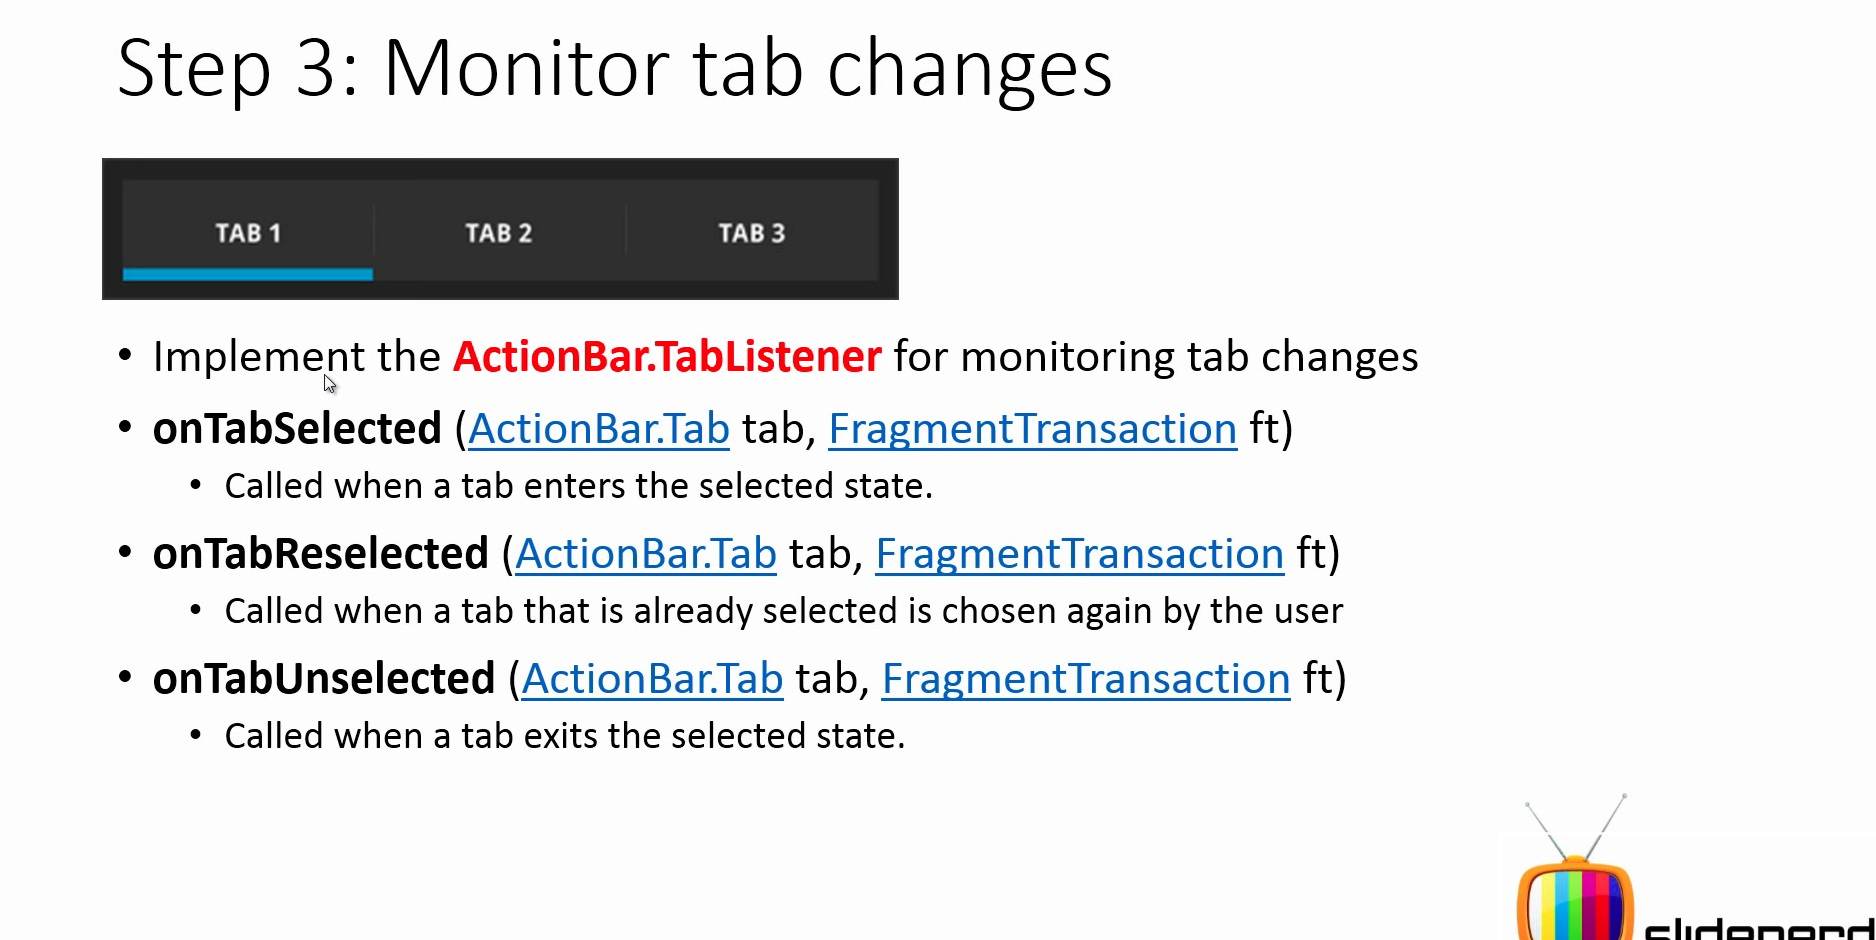 Step 3: Monitor tab changes
TAB 1 TAB 2 TAB 3
• Implement the ActionBar.TabListener for monitoring tab changes
• onTabSelected (ActionBar.Tab tab, FragmentTransaction ft)
• Called when a tab enters the selected state.
• onTabReselected (ActionBar.Tab tab, FragmentTransaction ft)
• Called when a tab that is already selected is chosen again by the user
• onTabUnselected (ActionBar.Tab tab, FragmentTransaction ft)
• Called when a tab exits the selected state.
slidenerd